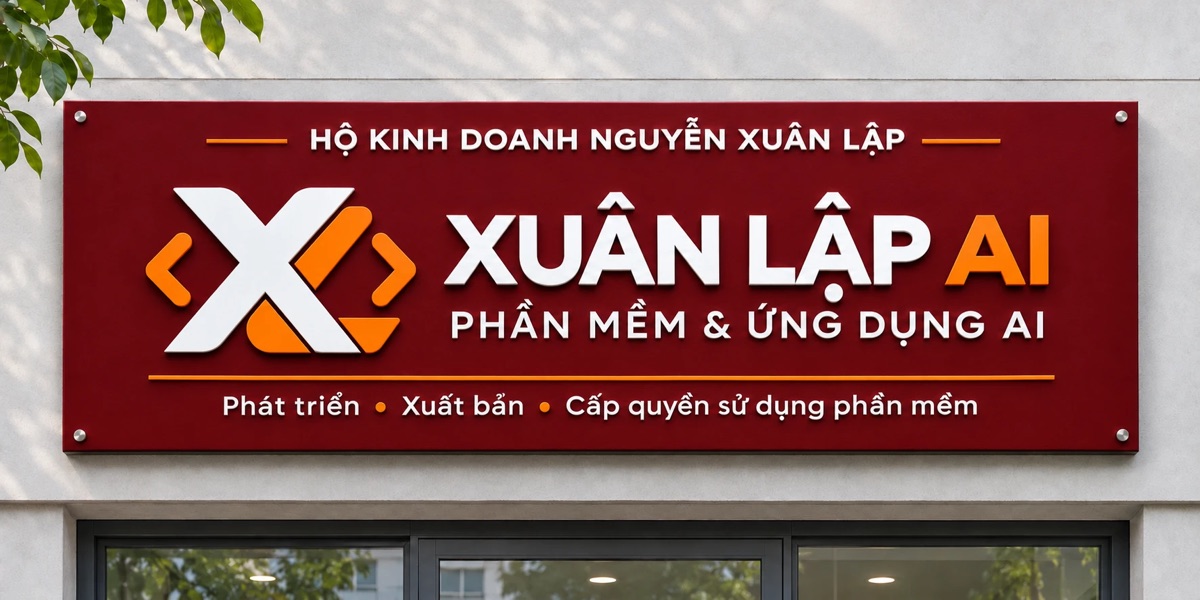 HỘ KINH DOANH NGUYỄN XUÂN LẬP
XUÂN LẬP AI
PHẦN MỀM & ỨNG DỤNG AI
Phát triển • Xuất bản • Cấp quyền sử dụng phần mềm